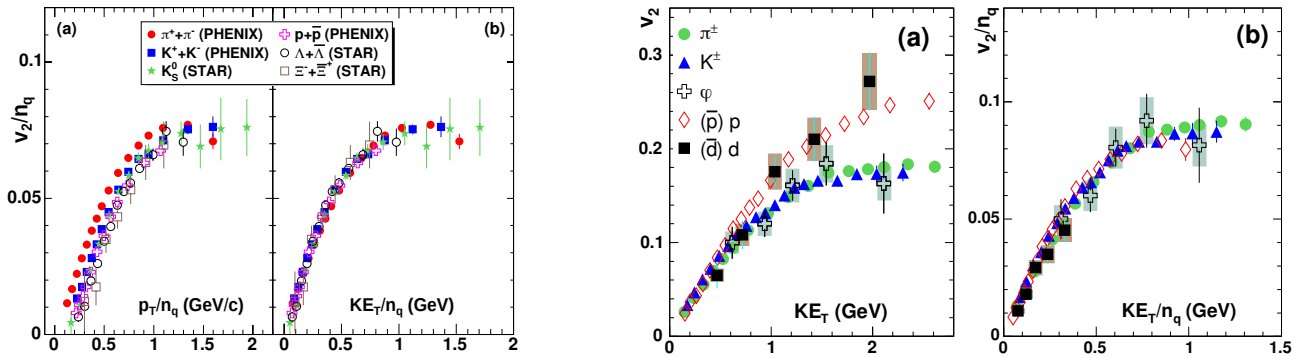 (a)
π⁺+π⁻ (PHENIX)
K⁺+K⁻ (PHENIX)
K⁰_S (STAR)
p+p̅ (PHENIX)
Λ+Λ̅ (STAR)
Ξ⁻+Ξ̅⁺ (STAR)
(b)
v₂/n_q
0.1
0.05
0
p_T/n_q (GeV/c)
KE_T/n_q (GeV)
0 0.5 1 1.5 0 0.5 1 1.5 2
v₂
(a)
π±
K±
φ
(p̅) p
(d̅) d
0.3
0.2
0.1
0
KE_T (GeV)
0 1 2
v₂/n_q
(b)
0.1
0.05
0
KE_T/n_q (GeV)
0 0.5 1 1.5